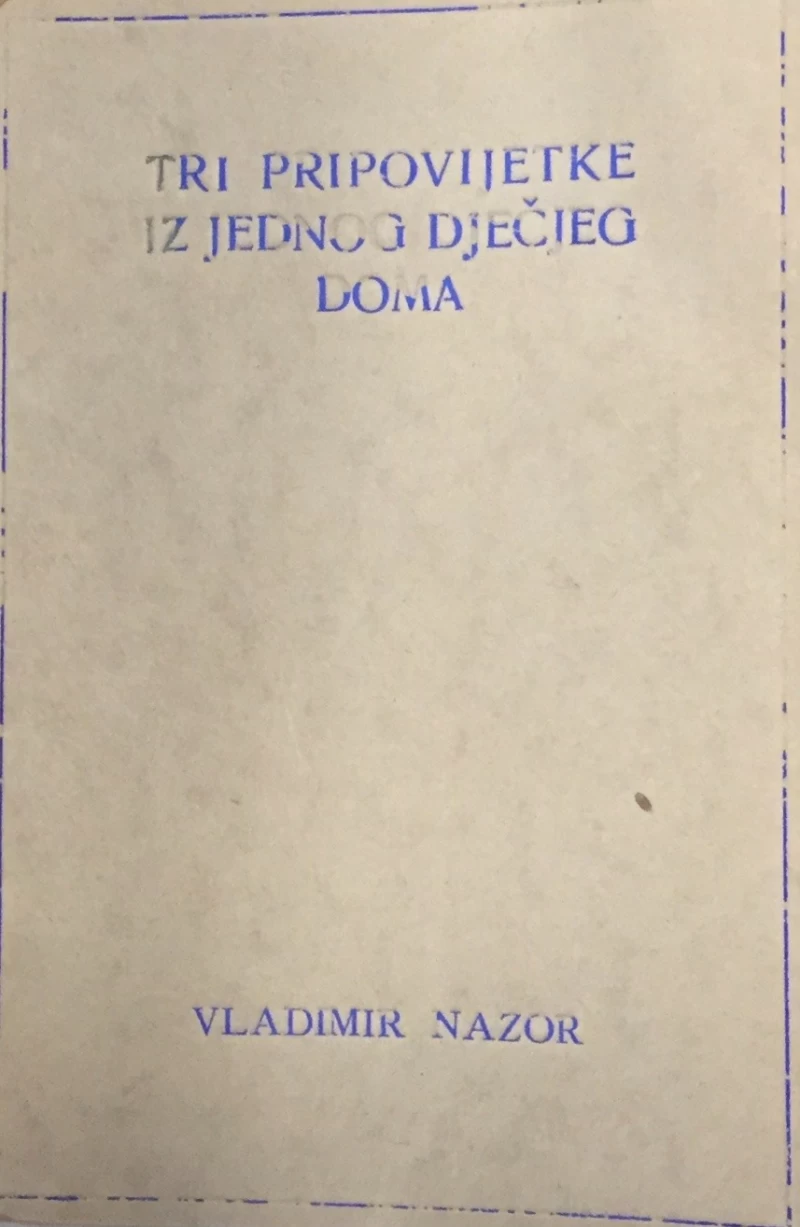 TRI PRIPOVIJETKE
IZ JEDNOG DJEČIEG
DOMA
VLADIMIR NAZOR